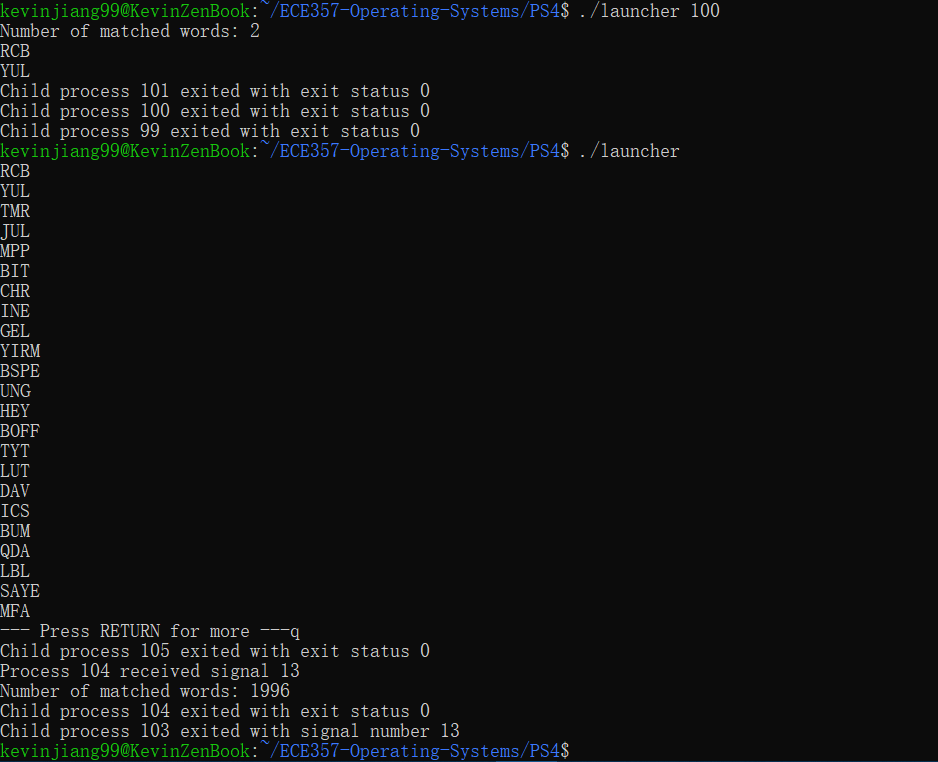 kevinjiang99@KevinZenBook:~/ECE357-Operating-Systems/PS4$ ./launcher 100
Number of matched words: 2
RCB
YUL
Child process 101 exited with exit status 0
Child process 100 exited with exit status 0
Child process 99 exited with exit status 0
kevinjiang99@KevinZenBook:~/ECE357-Operating-Systems/PS4$ ./launcher
RCB
YUL
TMR
JUL
MPP
BIT
CHR
INE
GEL
YIRM
BSPE
UNG
HEY
BOFF
TYT
LUT
DAV
ICS
BUM
QDA
LBL
SAYE
MFA
--- Press RETURN for more ---q
Child process 105 exited with exit status 0
Process 104 received signal 13
Number of matched words: 1996
Child process 104 exited with exit status 0
Child process 103 exited with signal number 13
kevinjiang99@KevinZenBook:~/ECE357-Operating-Systems/PS4$